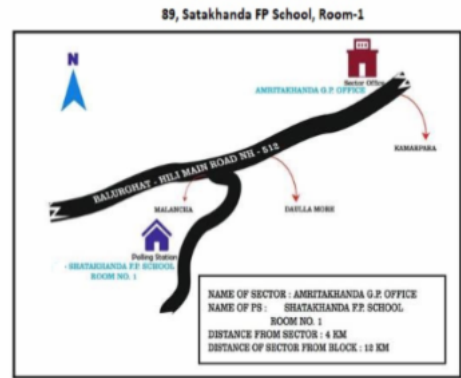 89, Satakhanda FP School, Room-1
N
Sector Office
AMRITAKHANDA G.P. OFFICE
KAMARPARA
BALURGHAT - HILI MAIN ROAD NH - 512
MALANCHA
DAULLA MORE
Polling Station
- SHATAKHANDA F.P. SCHOOL
ROOM NO. 1
NAME OF SECTOR : AMRITAKHANDA G.P. OFFICE
NAME OF PS : SHATAKHANDA F.P. SCHOOL
ROOM NO. 1
DISTANCE FROM SECTOR : 4 KM
DISTANCE OF SECTOR FROM BLOCK : 12 KM